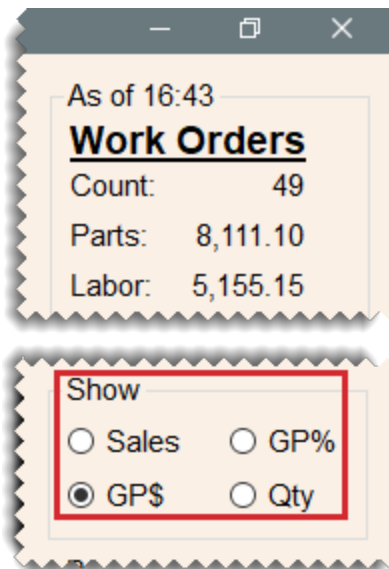 As of 16:43
Work Orders
Count: 49
Parts: 8,111.10
Labor: 5,155.15
Show
Sales GP%
GP$ Qty